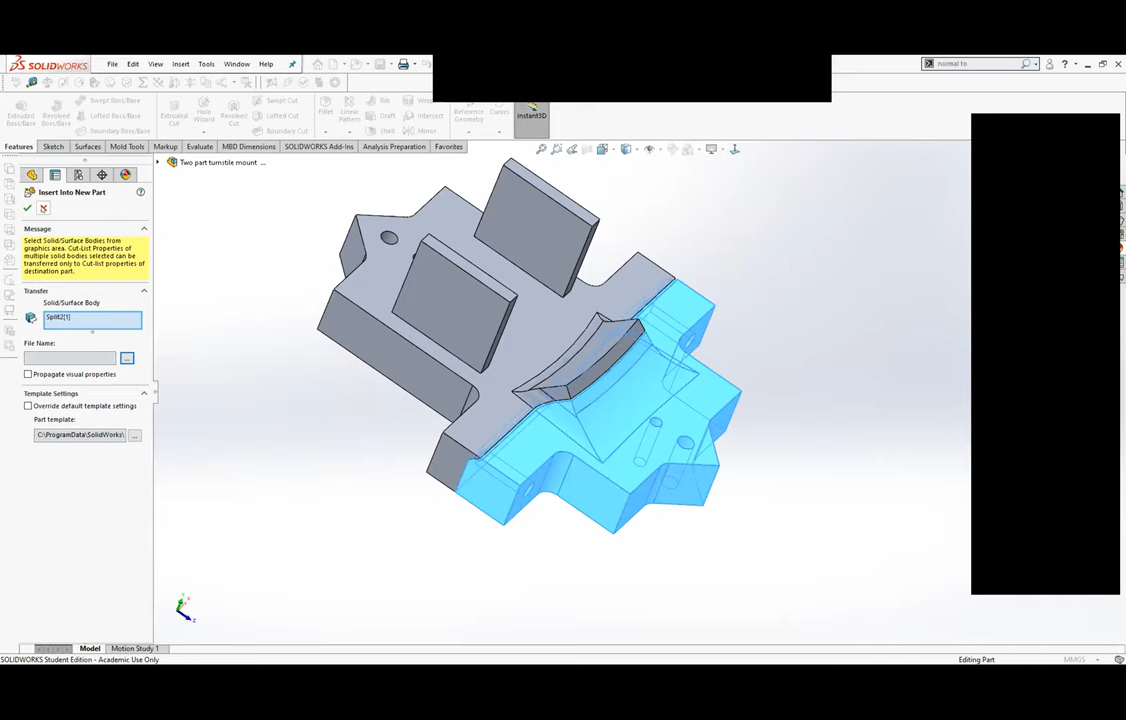 SOLIDWORKS File Edit View Insert Tools Window Help normal to
Extruded Boss/Base Revolved Boss/Base Swept Boss/Base Lofted Boss/Base Boundary Boss/Base Extruded Cut Hole Wizard Revolved Cut Swept Cut Lofted Cut Boundary Cut Fillet Linear Pattern Rib Draft Shell Intersect Mirror Reference Geometry Curves Instant3D
Features Sketch Mold Tools Surfaces Markup Evaluate MBD Dimensions SOLIDWORKS Add-Ins Analysis Preparation Favorites
Two part turnstile mount ...
Insert Into New Part
Message
Select Solid/Surface Bodies from
graphics area. Cut-List Properties of
multiple solid bodies selected can be
transferred only to Cut-list properties of
destination part.
Transfer
Solid/Surface Body
Split2[1]
File Name:
...
Propagate visual properties
Template Settings
Override default template settings
Part template:
C:\ProgramData\SolidWorks\ ...
Model Motion Study 1
SOLIDWORKS Student Edition - Academic Use Only Editing Part MMGS